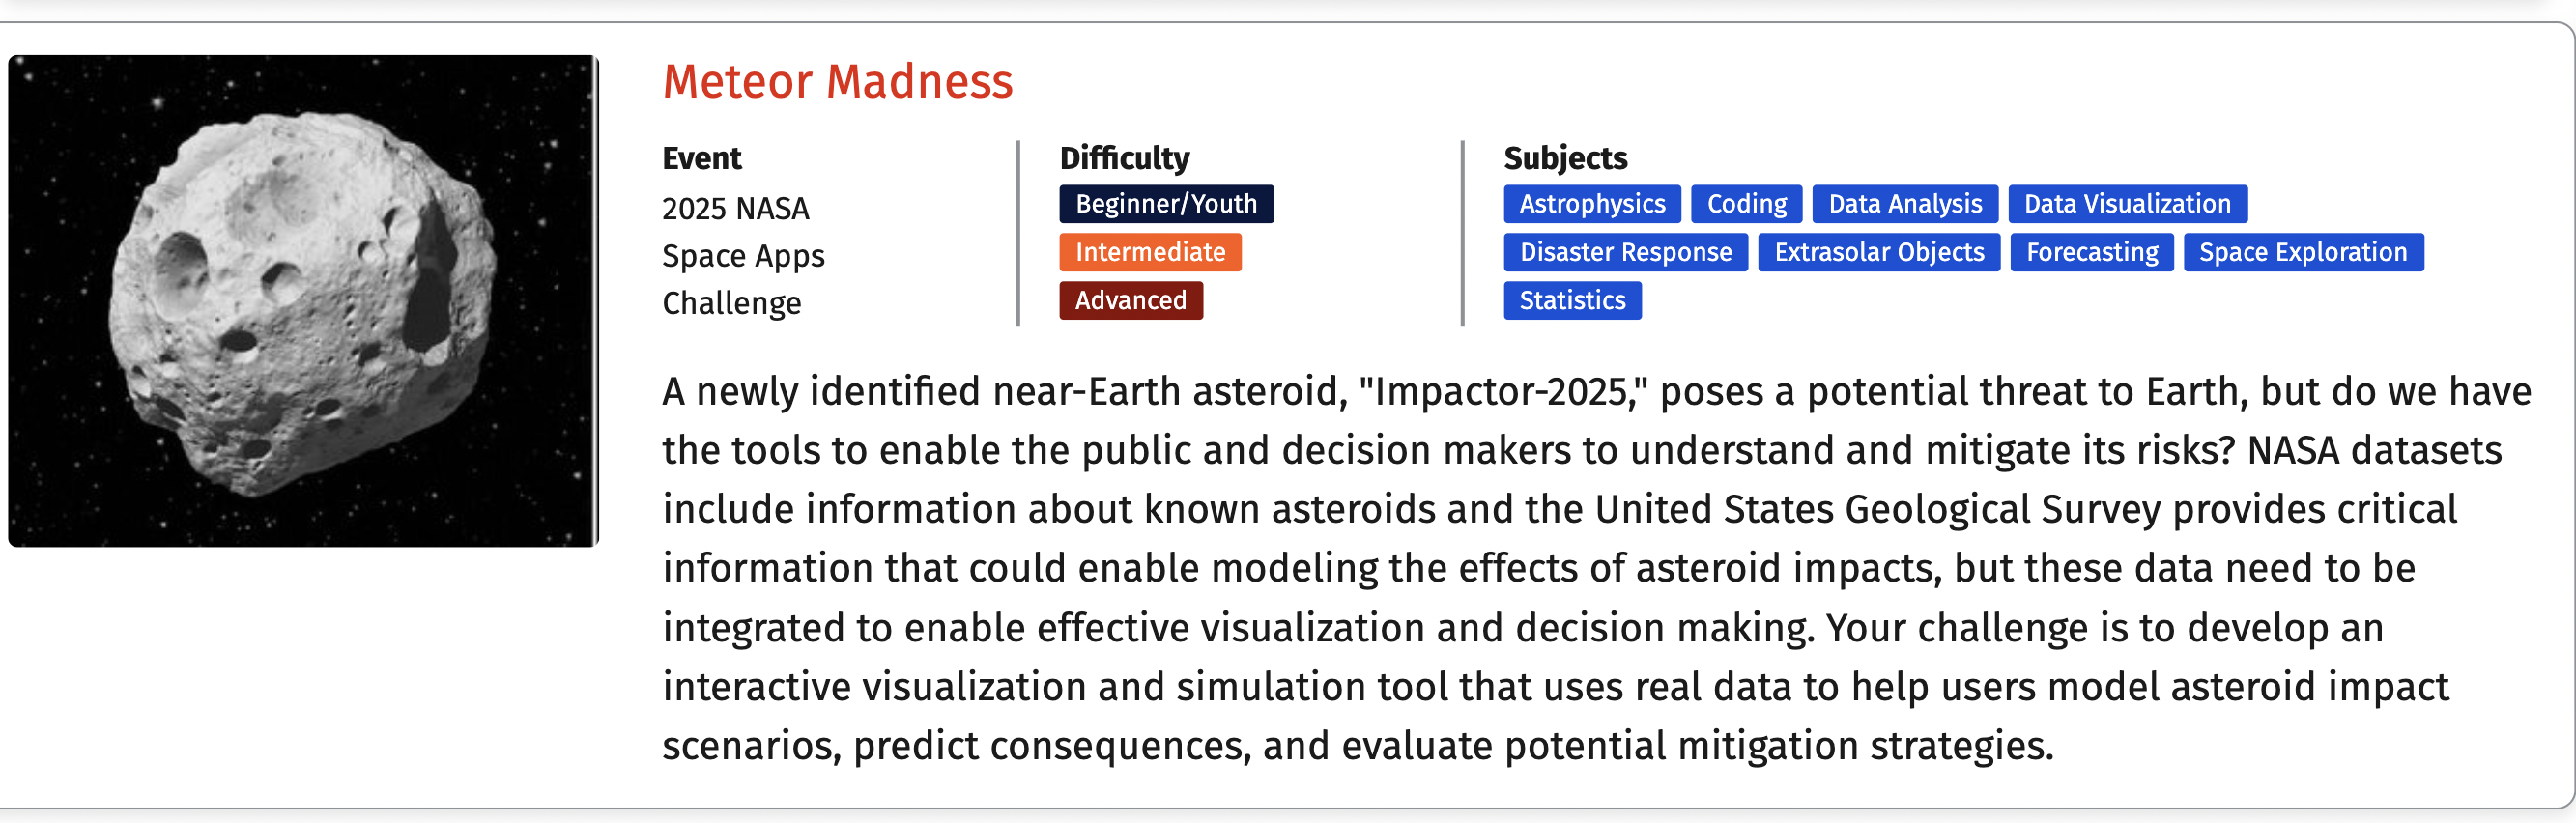 Meteor Madness
Event
2025 NASA
Space Apps
Challenge
Difficulty
Beginner/Youth
Intermediate
Advanced
Subjects
Astrophysics Coding Data Analysis Data Visualization
Disaster Response Extrasolar Objects Forecasting Space Exploration
Statistics
A newly identified near-Earth asteroid, "Impactor-2025," poses a potential threat to Earth, but do we have
the tools to enable the public and decision makers to understand and mitigate its risks? NASA datasets
include information about known asteroids and the United States Geological Survey provides critical
information that could enable modeling the effects of asteroid impacts, but these data need to be
integrated to enable effective visualization and decision making. Your challenge is to develop an
interactive visualization and simulation tool that uses real data to help users model asteroid impact
scenarios, predict consequences, and evaluate potential mitigation strategies.